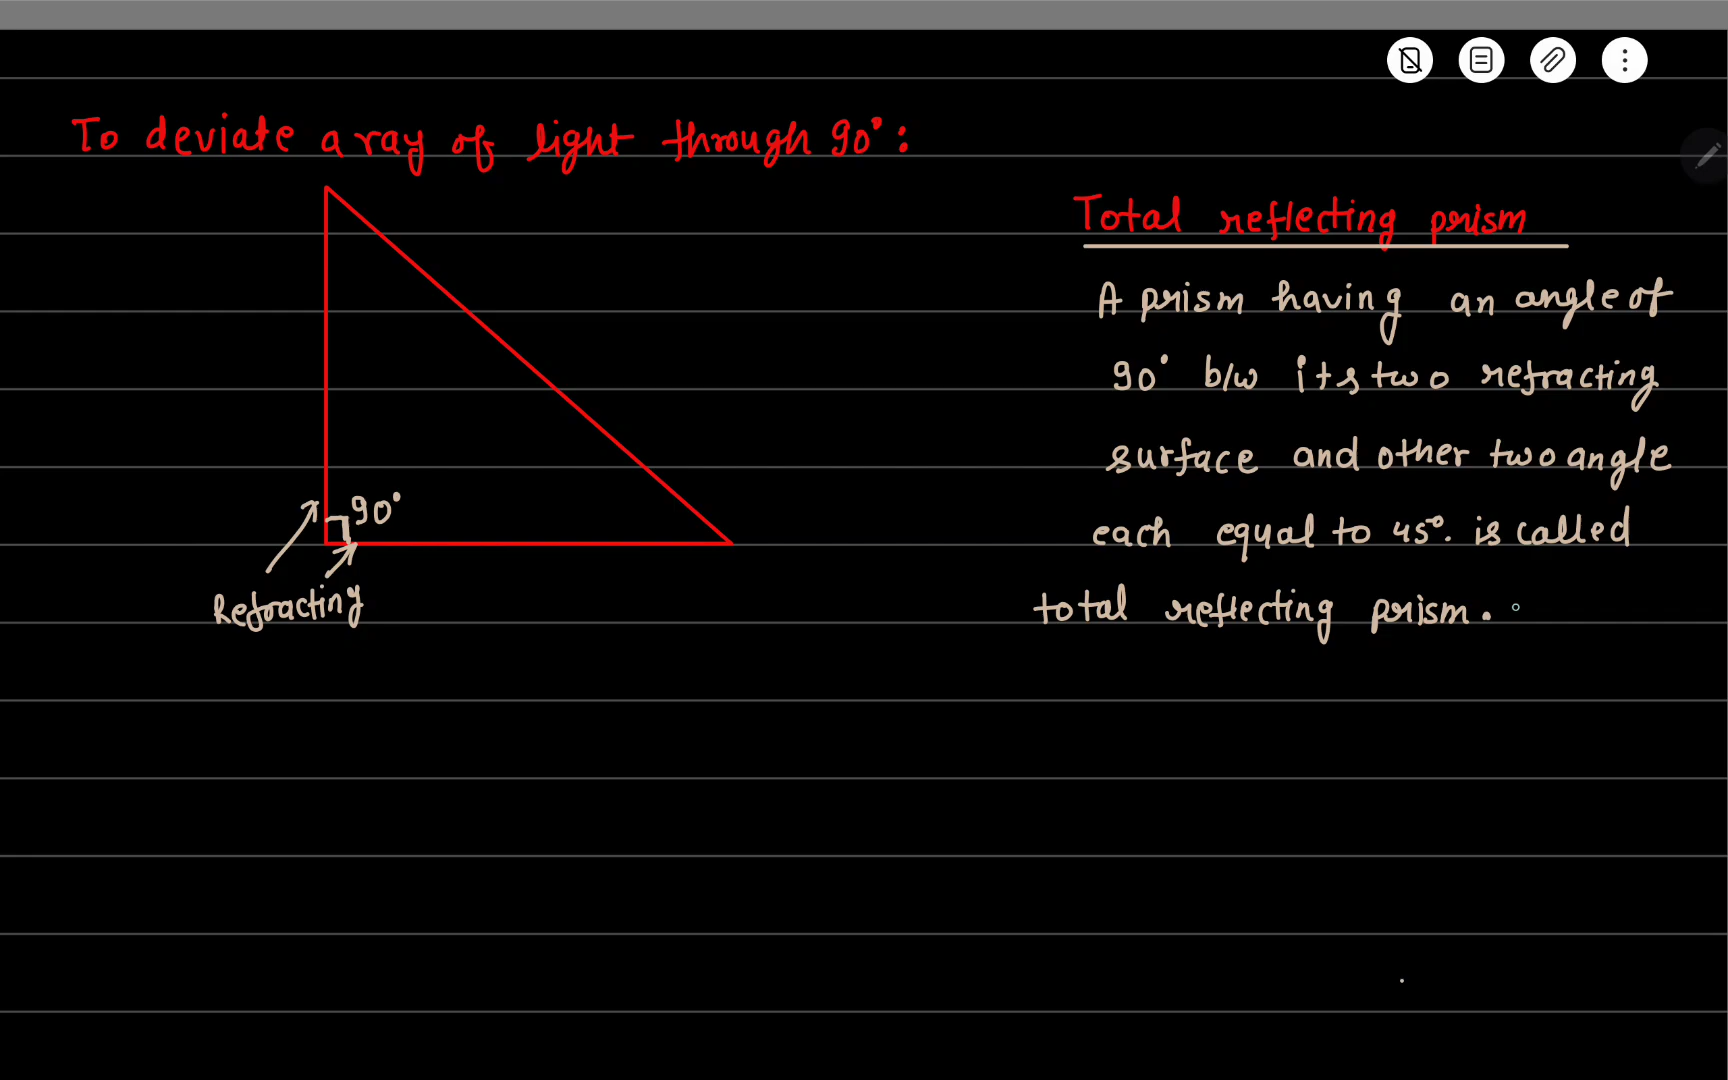 To deviate a ray of light through 90°:
Total reflecting prism
A prism having an angle of
90° b/w its two refracting
surface and other two angle
each equal to 45°. is called
total reflecting prism.
90°
Refracting